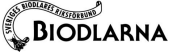 SVERIGES BIODLARES RIKSFÖRBUND
BIODLARNA